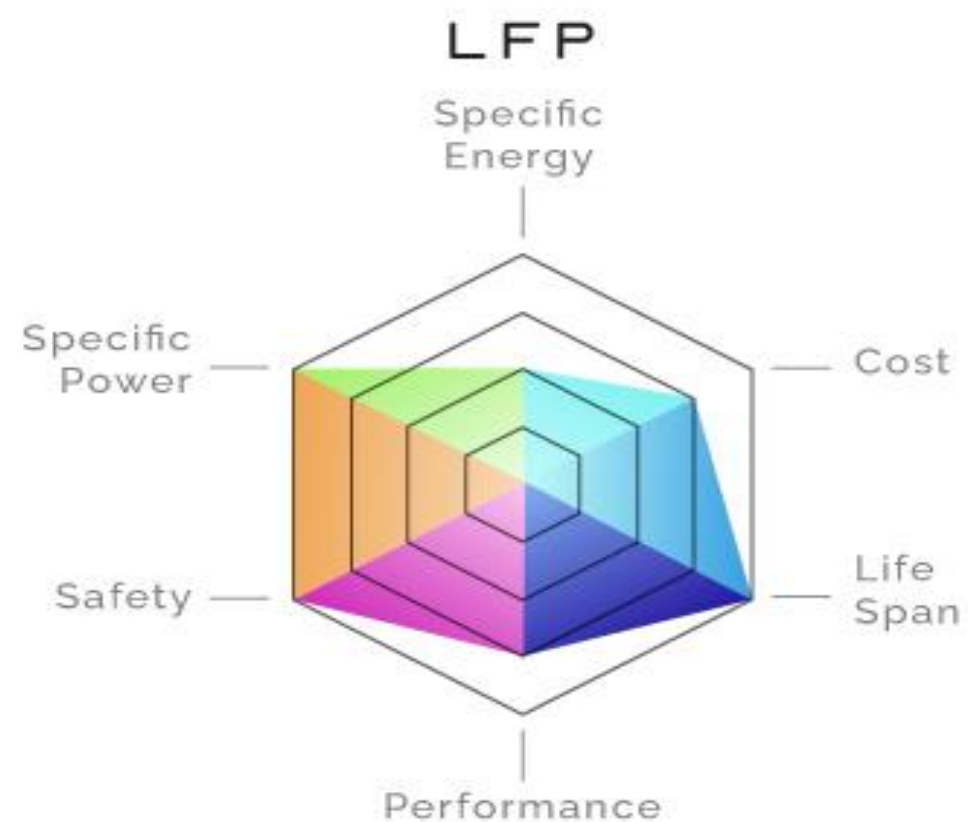 LFP
Specific
Energy
Specific
Power
Cost
Safety
Life
Span
Performance